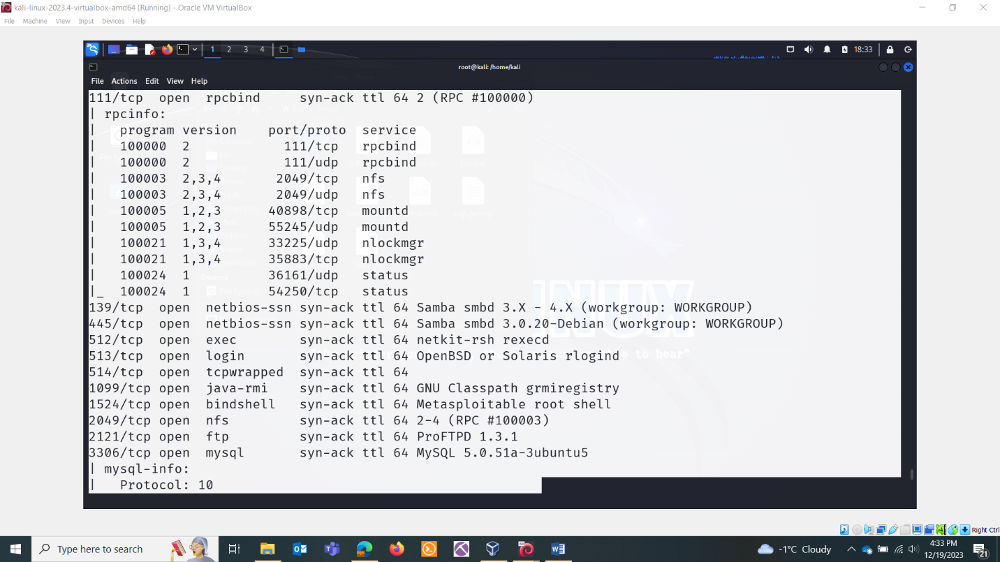 kali-linux-2023.4-virtualbox-amd64 [Running] - Oracle VM VirtualBox
File Machine View Input Devices Help
1 2 3 4 18:33
root@kali: /home/kali
File Actions Edit View Help
111/tcp open rpcbind syn-ack ttl 64 2 (RPC #100000)
| rpcinfo:
| program version port/proto service
| 100000 2 111/tcp rpcbind
| 100000 2 111/udp rpcbind
| 100003 2,3,4 2049/tcp nfs
| 100003 2,3,4 2049/udp nfs
| 100005 1,2,3 40898/tcp mountd
| 100005 1,2,3 55245/udp mountd
| 100021 1,3,4 33225/udp nlockmgr
| 100021 1,3,4 35883/tcp nlockmgr
| 100024 1 36161/udp status
|_ 100024 1 54250/tcp status
139/tcp open netbios-ssn syn-ack ttl 64 Samba smbd 3.X - 4.X (workgroup: WORKGROUP)
445/tcp open netbios-ssn syn-ack ttl 64 Samba smbd 3.0.20-Debian (workgroup: WORKGROUP)
512/tcp open exec syn-ack ttl 64 netkit-rsh rexecd
513/tcp open login syn-ack ttl 64 OpenBSD or Solaris rlogind
514/tcp open tcpwrapped syn-ack ttl 64
1099/tcp open java-rmi syn-ack ttl 64 GNU Classpath grmiregistry
1524/tcp open bindshell syn-ack ttl 64 Metasploitable root shell
2049/tcp open nfs syn-ack ttl 64 2-4 (RPC #100003)
2121/tcp open ftp syn-ack ttl 64 ProFTPD 1.3.1
3306/tcp open mysql syn-ack ttl 64 MySQL 5.0.51a-3ubuntu5
| mysql-info:
| Protocol: 10
Right Ctrl
Type here to search
-1°C Cloudy
4:33 PM
12/19/2023
21